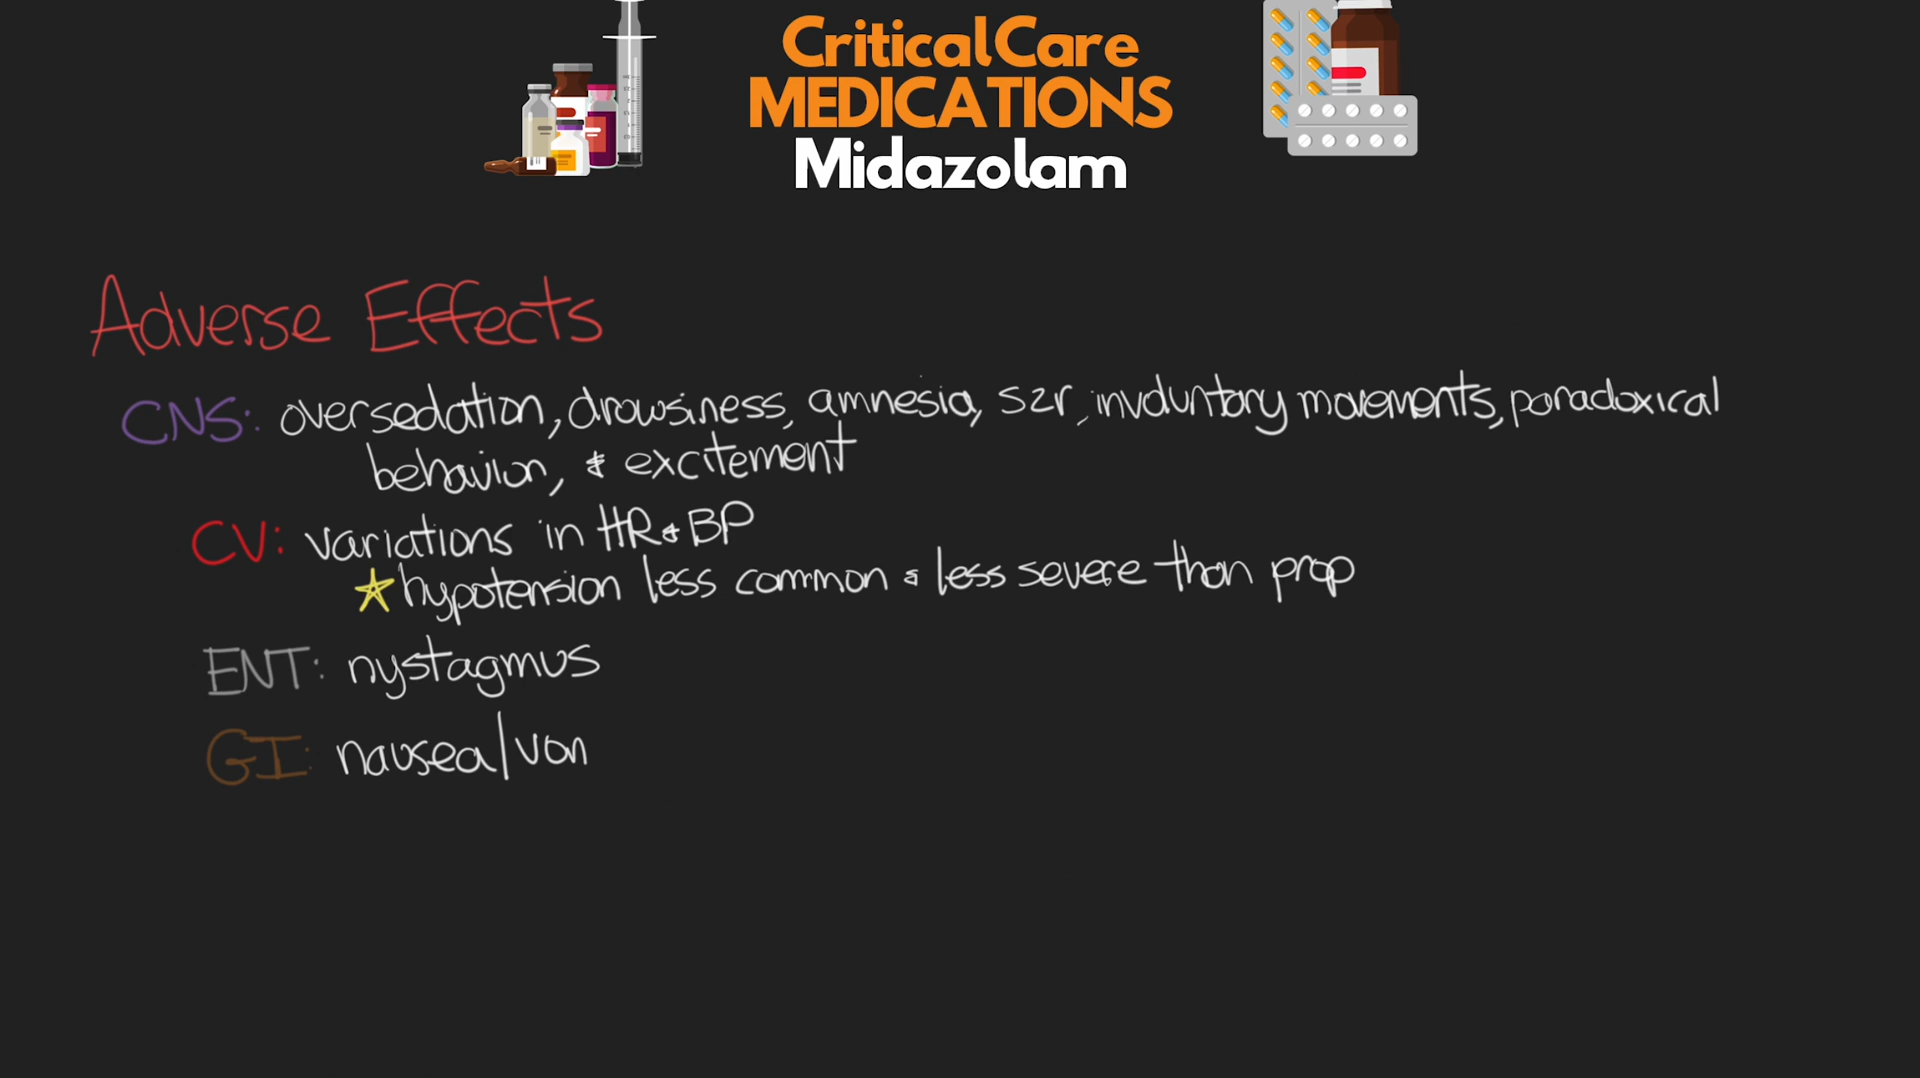 Critical Care
MEDICATIONS
Midazolam
Adverse Effects
CNS: oversedation, drowsiness, amnesia, szr, involuntary movements, paradoxical
behavior, & excitement
CV: variations in HR & BP
hypotension less common & less severe than prop
ENT: nystagmus
GI: nausea/von